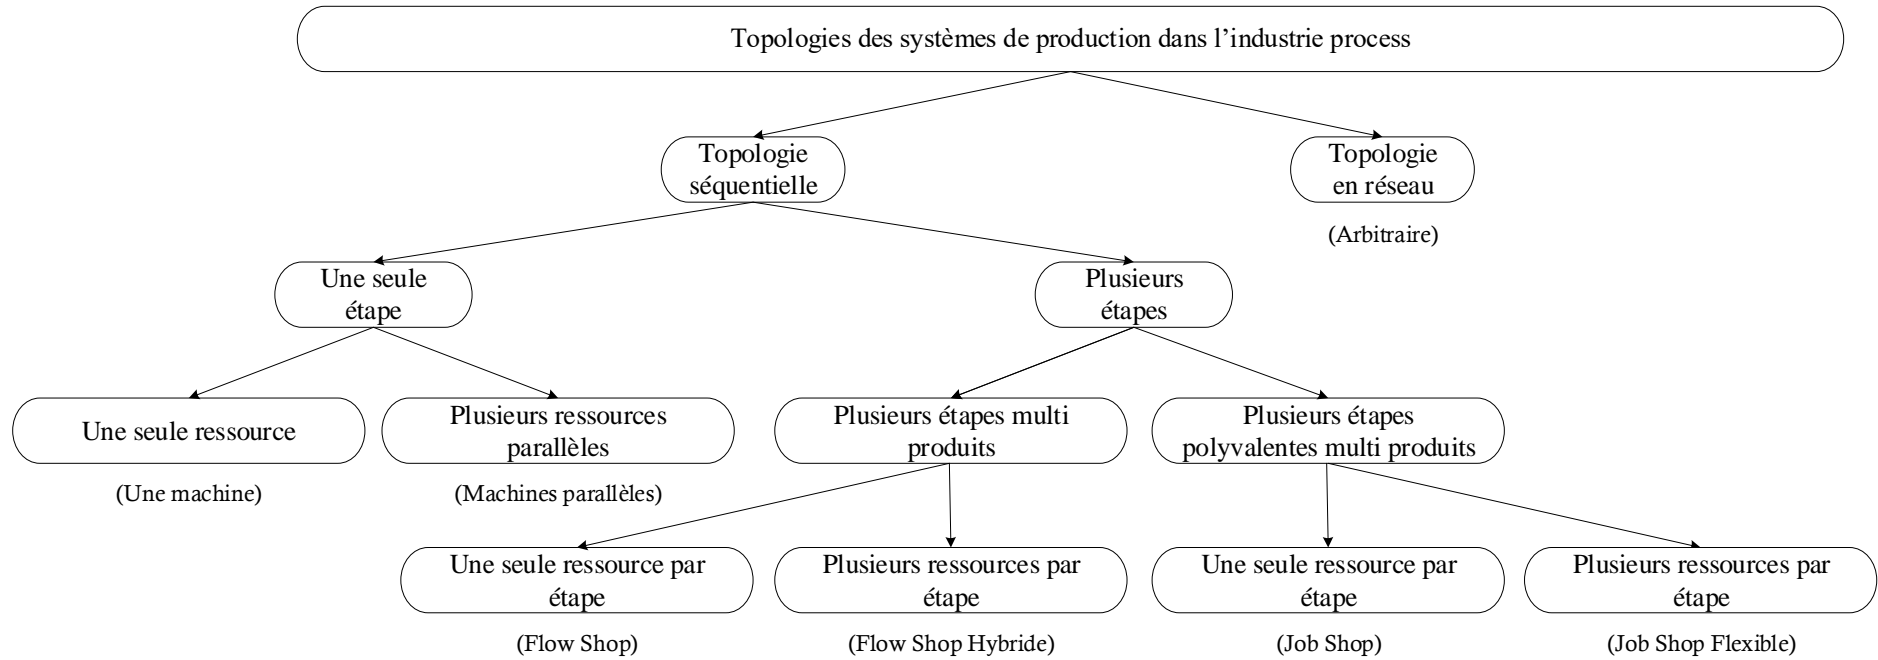 Topologies des systèmes de production dans l’industrie process
Topologie
séquentielle
Topologie
en réseau
(Arbitraire)
Une seule
étape
Plusieurs
étapes
Une seule ressource
(Une machine)
Plusieurs ressources
parallèles
(Machines parallèles)
Plusieurs étapes multi
produits
Plusieurs étapes
polyvalentes multi produits
Une seule ressource par
étape
(Flow Shop)
Plusieurs ressources par
étape
(Flow Shop Hybride)
Une seule ressource par
étape
(Job Shop)
Plusieurs ressources par
étape
(Job Shop Flexible)